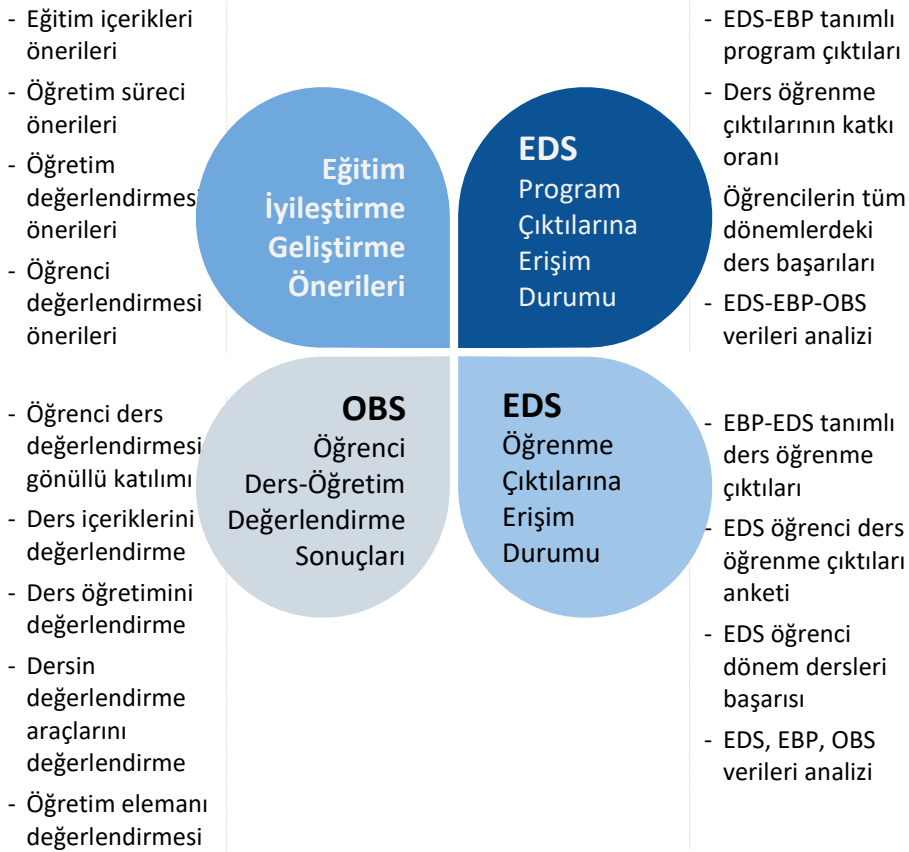 - Eğitim içerikleri
önerileri
- Öğretim süreci
önerileri
- Öğretim
değerlendirmesi
önerileri
- Öğrenci
değerlendirmesi
önerileri
Eğitim
İyileştirme
Geliştirme
Önerileri
EDS
Program
Çıktılarına
Erişim
Durumu
- EDS-EBP tanımlı
program çıktıları
- Ders öğrenme
çıktılarının katkı
oranı
- Öğrencilerin tüm
dönemlerdeki
ders başarıları
- EDS-EBP-OBS
verileri analizi
- Öğrenci ders
değerlendirmesi
gönüllü katılımı
- Ders içeriklerini
değerlendirme
- Ders öğretimini
değerlendirme
- Dersin
değerlendirme
araçlarını
değerlendirme
- Öğretim elemanı
değerlendirmesi
OBS
Öğrenci
Ders-Öğretim
Değerlendirme
Sonuçları
EDS
Öğrenme
Çıktılarına
Erişim
Durumu
- EBP-EDS tanımlı
ders öğrenme
çıktıları
- EDS öğrenci ders
öğrenme çıktıları
anketi
- EDS öğrenci
dönem dersleri
başarısı
- EDS, EBP, OBS
verileri analizi